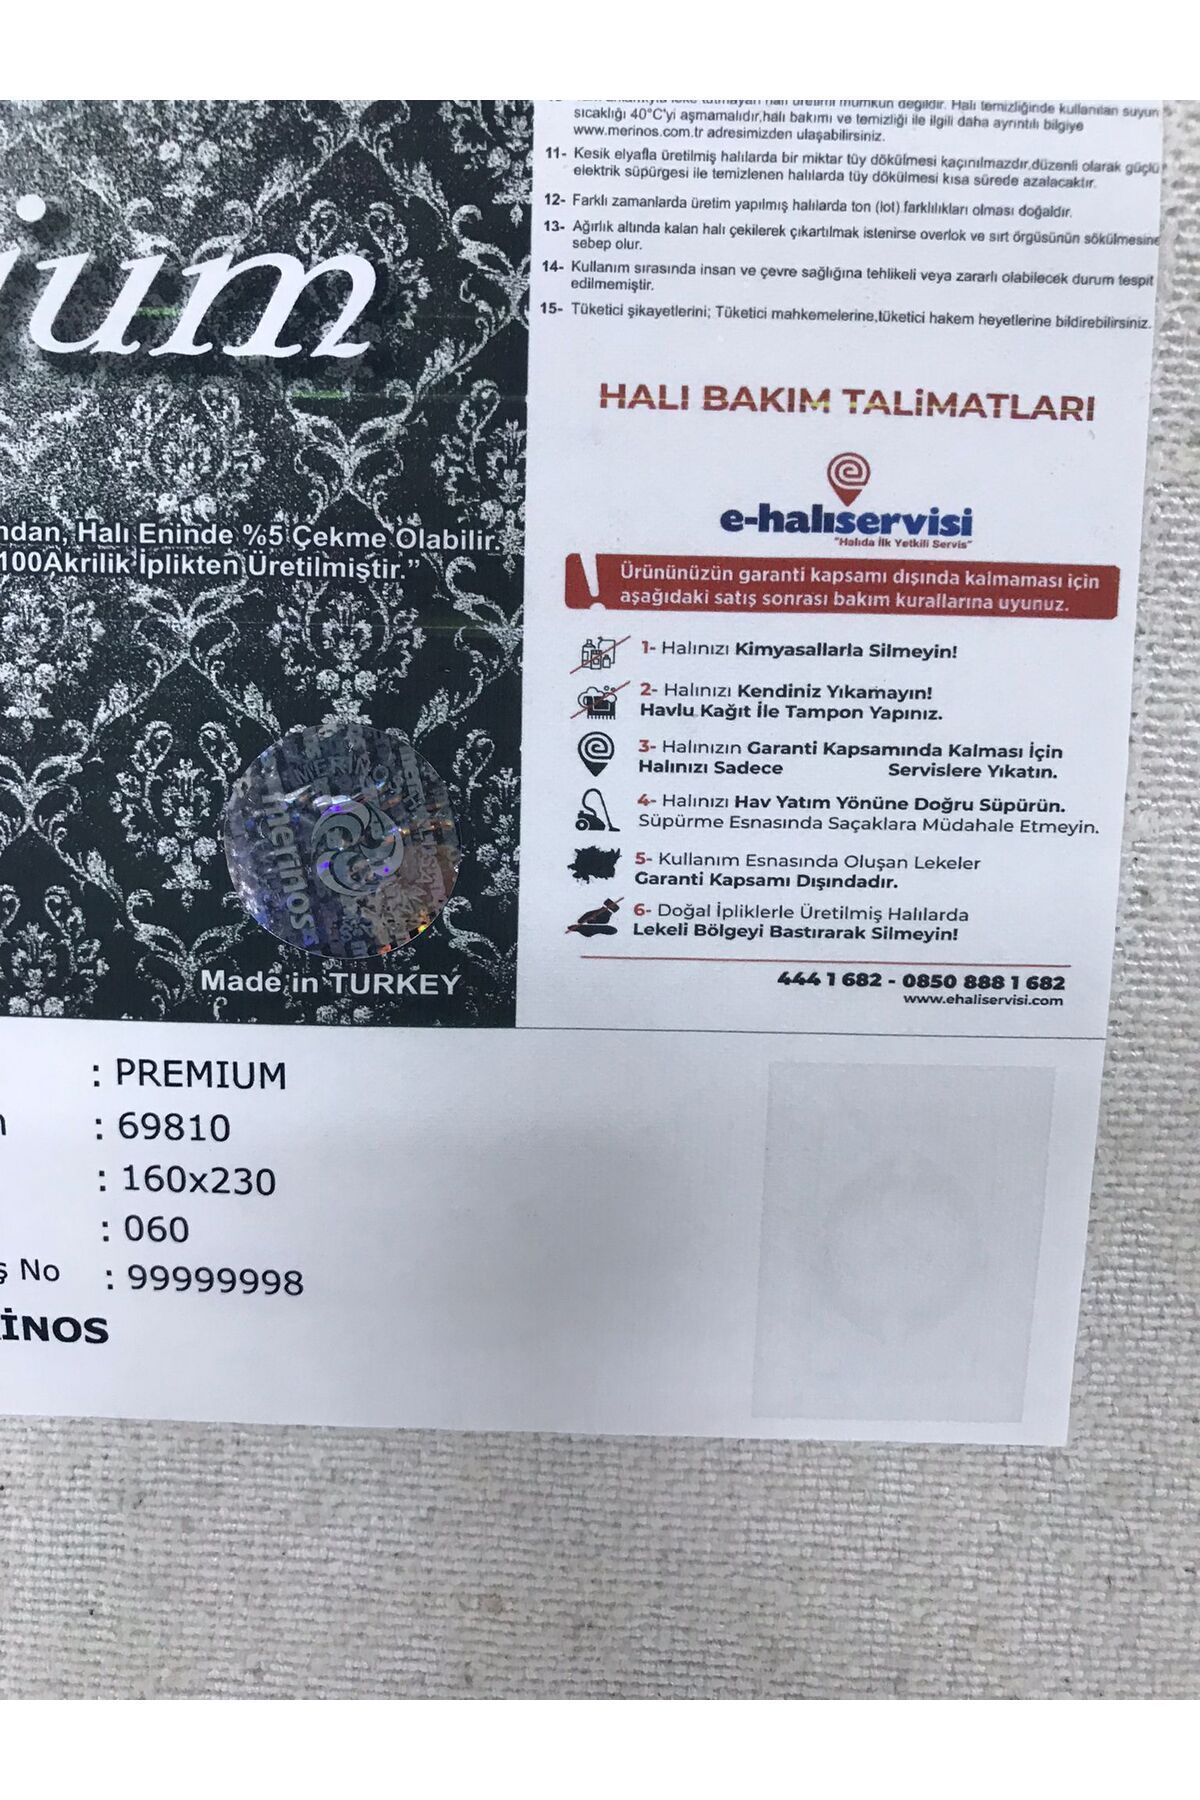 mümkün değildir. Halı temizliğinde kullanılan suyun
sıcaklığı 40°C'yi aşmamalıdır,halı bakımı ve temizliği ile ilgili daha ayrıntılı bilgiye
www.merinos.com.tr adresimizden ulaşabilirsiniz.
11- Kesik elyafla üretilmiş halılarda bir miktar tüy dökülmesi kaçınılmazdır,düzenli olarak güçlü
elektrik süpürgesi ile temizlenen halılarda tüy dökülmesi kısa sürede azalacaktır.
12- Farklı zamanlarda üretim yapılmış halılarda ton (lot) farklılıkları olması doğaldır.
13- Ağırlık altında kalan halı çekilerek çıkartılmak istenirse overlok ve sırt örgüsünün sökülmesine
sebep olur.
14- Kullanım sırasında insan ve çevre sağlığına tehlikeli veya zararlı olabilecek durum tespit
edilmemiştir.
15- Tüketici şikayetlerini; Tüketici mahkemelerine,tüketici hakem heyetlerine bildirebilirsiniz.
ium
HALI BAKIM TALİMATLARI
e-halıservisi
"Halıda İlk Yetkili Servis"
ndan, Halı Eninde %5 Çekme Olabilir.
100Akrilik İplikten Üretilmiştir.”
! Ürününüzün garanti kapsamı dışında kalmaması için
aşağıdaki satış sonrası bakım kurallarına uyunuz.
1- Halınızı Kimyasallarla Silmeyin!
2- Halınızı Kendiniz Yıkamayın!
Havlu Kağıt İle Tampon Yapınız.
3- Halınızın Garanti Kapsamında Kalması İçin
Halınızı Sadece Servislere Yıkatın.
4- Halınızı Hav Yatım Yönüne Doğru Süpürün.
Süpürme Esnasında Saçaklara Müdahale Etmeyin.
5- Kullanım Esnasında Oluşan Lekeler
Garanti Kapsamı Dışındadır.
6- Doğal İpliklerle Üretilmiş Halılarda
Lekeli Bölgeyi Bastırarak Silmeyin!
444 1 682 - 0850 888 1 682
www.ehaliservisi.com
MERINO
merinos
Made in TURKEY
: PREMIUM
: 69810
: 160x230
: 060
ş No : 99999998
İNOS